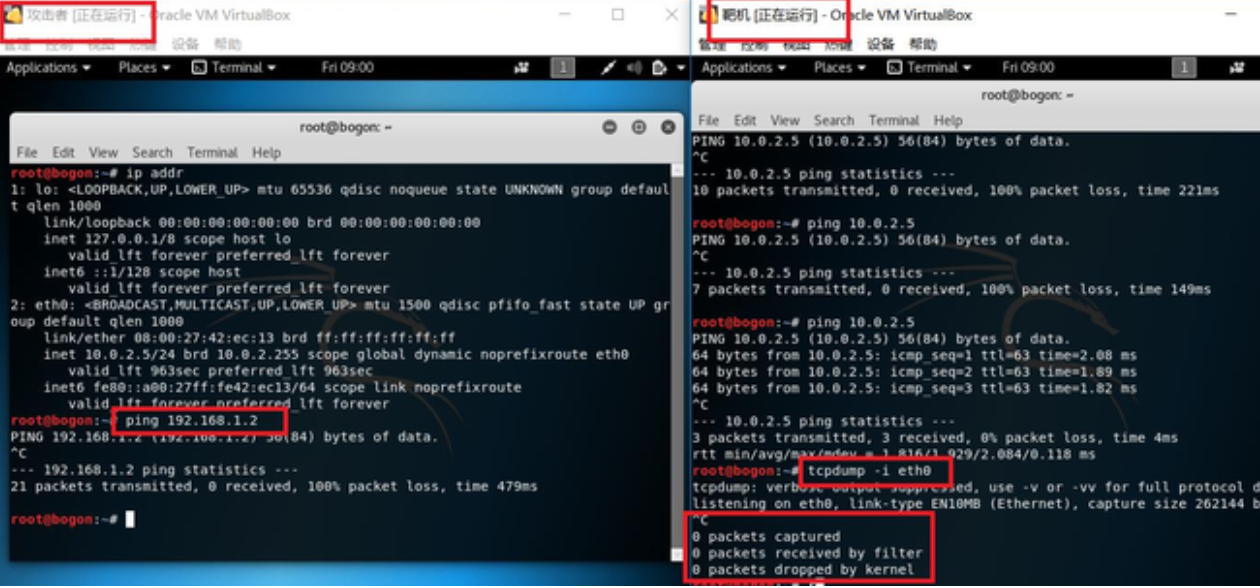 攻击者 [正在运行] - Oracle VM VirtualBox
管理 控制 视图 热键 设备 帮助
Applications Places Terminal Fri 09:00 1
root@bogon: ~
File Edit View Search Terminal Help
root@bogon:~# ip addr
1: lo: <LOOPBACK,UP,LOWER_UP> mtu 65536 qdisc noqueue state UNKNOWN group defaul
t qlen 1000
link/loopback 00:00:00:00:00:00 brd 00:00:00:00:00:00
inet 127.0.0.1/8 scope host lo
valid_lft forever preferred_lft forever
inet6 ::1/128 scope host
valid_lft forever preferred_lft forever
2: eth0: <BROADCAST,MULTICAST,UP,LOWER_UP> mtu 1500 qdisc pfifo_fast state UP gr
oup default qlen 1000
link/ether 08:00:27:42:ec:13 brd ff:ff:ff:ff:ff:ff
inet 10.0.2.5/24 brd 10.0.2.255 scope global dynamic noprefixroute eth0
valid_lft 963sec preferred_lft 963sec
inet6 fe80::a00:27ff:fe42:ec13/64 scope link noprefixroute
valid_lft forever preferred_lft forever
root@bogon:~# ping 192.168.1.2
PING 192.168.1.2 (192.168.1.2) 56(84) bytes of data.
^C
--- 192.168.1.2 ping statistics ---
21 packets transmitted, 0 received, 100% packet loss, time 479ms
root@bogon:~#
靶机 [正在运行] - Oracle VM VirtualBox
管理 控制 视图 热键 设备 帮助
Applications Places Terminal Fri 09:00 1
root@bogon: ~
File Edit View Search Terminal Help
PING 10.0.2.5 (10.0.2.5) 56(84) bytes of data.
^C
--- 10.0.2.5 ping statistics ---
10 packets transmitted, 0 received, 100% packet loss, time 221ms
root@bogon:~# ping 10.0.2.5
PING 10.0.2.5 (10.0.2.5) 56(84) bytes of data.
^C
--- 10.0.2.5 ping statistics ---
7 packets transmitted, 0 received, 100% packet loss, time 149ms
root@bogon:~# ping 10.0.2.5
PING 10.0.2.5 (10.0.2.5) 56(84) bytes of data.
64 bytes from 10.0.2.5: icmp_seq=1 ttl=63 time=2.08 ms
64 bytes from 10.0.2.5: icmp_seq=2 ttl=63 time=1.89 ms
64 bytes from 10.0.2.5: icmp_seq=3 ttl=63 time=1.82 ms
^C
--- 10.0.2.5 ping statistics ---
3 packets transmitted, 3 received, 0% packet loss, time 4ms
rtt min/avg/max/mdev = 1.816/1.929/2.084/0.118 ms
root@bogon:~# tcpdump -i eth0
tcpdump: verbose output suppressed, use -v or -vv for full protocol d
listening on eth0, link-type EN10MB (Ethernet), capture size 262144 b
^C
0 packets captured
0 packets received by filter
0 packets dropped by kernel